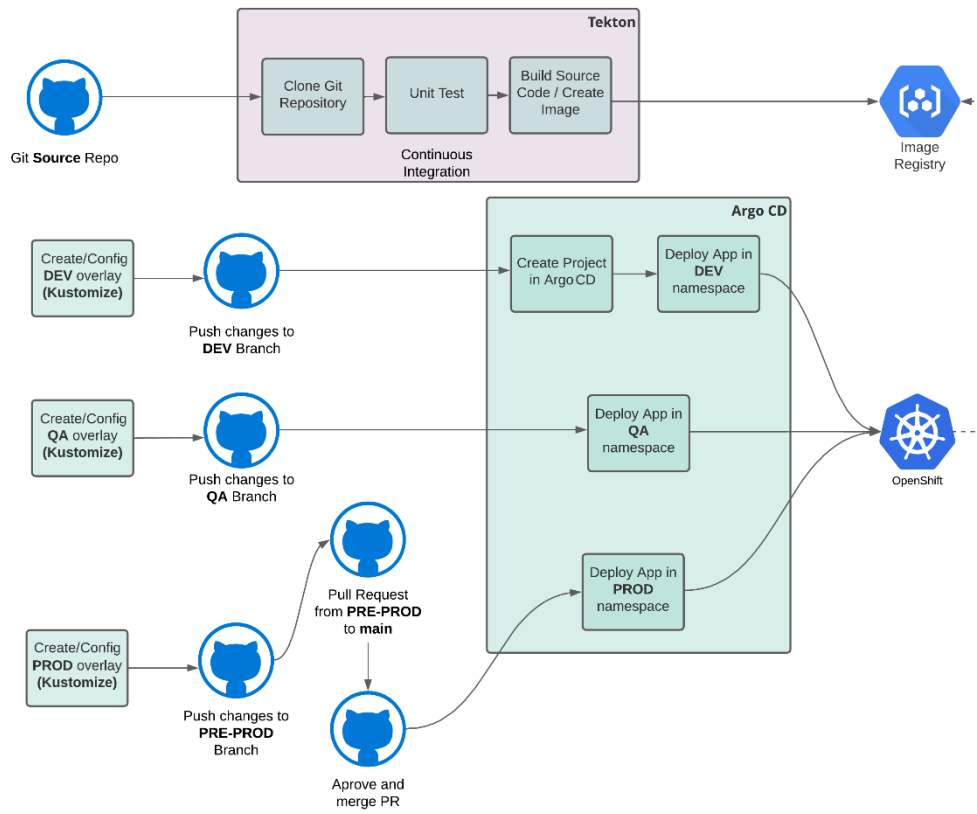 Tekton
Clone Git
Repository
Unit Test
Build Source
Code / Create
Image
Continuous
Integration
Git Source Repo
Image
Registry
Argo CD
Create/Config
DEV overlay
(Kustomize)
Push changes to
DEV Branch
Create Project
in Argo CD
Deploy App in
DEV
namespace
Create/Config
QA overlay
(Kustomize)
Push changes to
QA Branch
Deploy App in
QA
namespace
OpenShift
Pull Request
from PRE-PROD
to main
Deploy App in
PROD
namespace
Create/Config
PROD overlay
(Kustomize)
Push changes to
PRE-PROD
Branch
Aprove and
merge PR